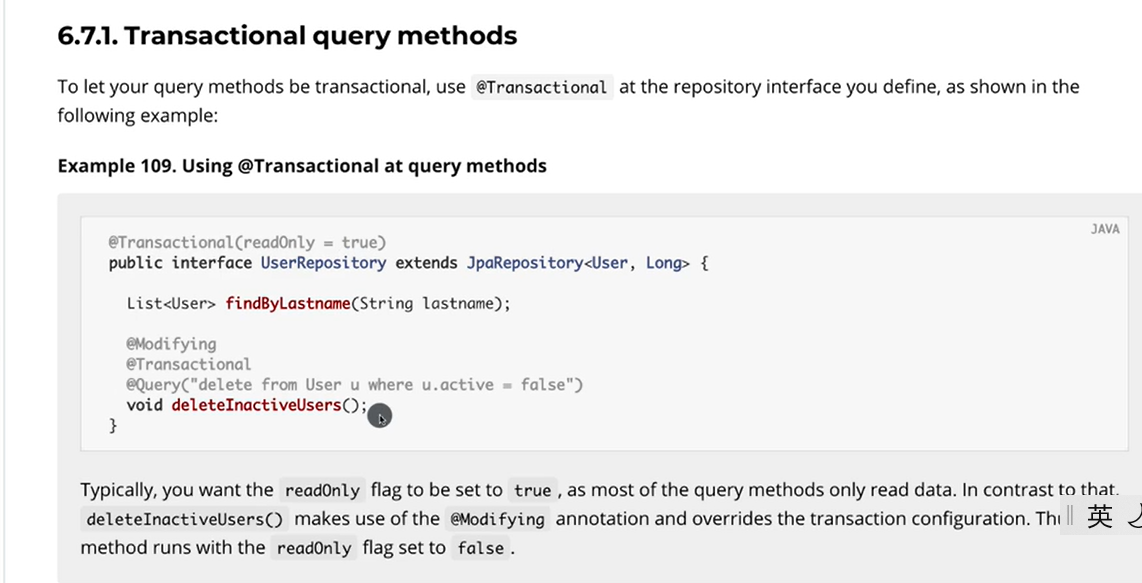 6.7.1. Transactional query methods
To let your query methods be transactional, use @Transactional at the repository interface you define, as shown in the
following example:
Example 109. Using @Transactional at query methods
JAVA
@Transactional(readOnly = true)
public interface UserRepository extends JpaRepository<User, Long> {
List<User> findByLastname(String lastname);
@Modifying
@Transactional
@Query("delete from User u where u.active = false")
void deleteInactiveUsers();
}
Typically, you want the readOnly flag to be set to true, as most of the query methods only read data. In contrast to that,
deleteInactiveUsers() makes use of the @Modifying annotation and overrides the transaction configuration.
英
method runs with the readOnly flag set to false.